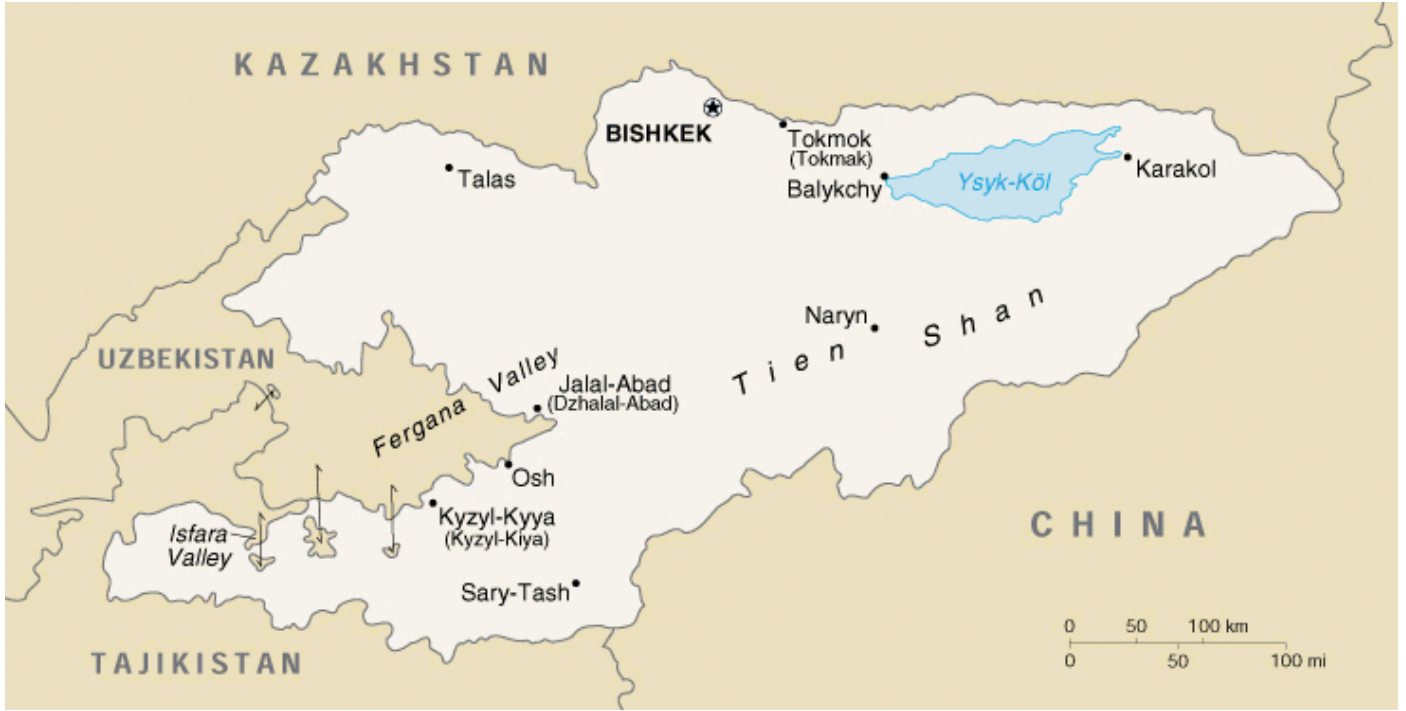 KAZAKHSTAN
BISHKEK
Tokmok
(Tokmak)
Talas
Balykchy
Ysyk-Köl
Karakol
Naryn
Tien Shan
UZBEKISTAN
Fergana Valley
Jalal-Abad
(Dzhalal-Abad)
Osh
Kyzyl-Kyya
(Kyzyl-Kiya)
Isfara
Valley
CHINA
Sary-Tash
TAJIKISTAN
0 50 100 km
0 50 100 mi